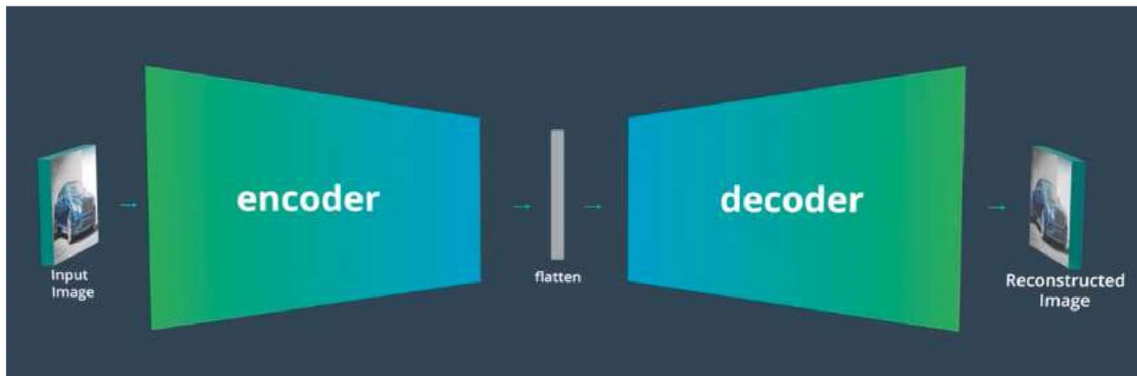 encoder
decoder
Input
Image
flatten
Reconstructed
Image